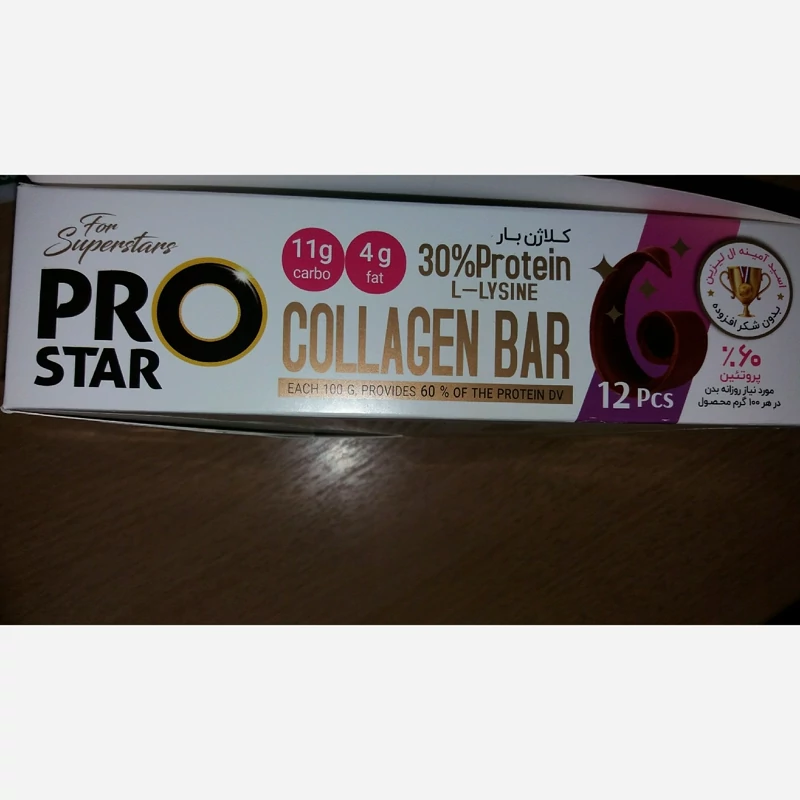 For
Superstars
PRO
STAR
11g
carbo
4 g
fat
کلاژن بار
30%Protein
L-LYSINE
COLLAGEN BAR
EACH 100 G, PROVIDES 60 % OF THE PROTEIN DV
12 Pcs
اسید آمینه ال لیزین
بدون شکر افزوده
٪۶۰
پروتئین
مورد نیاز روزانه بدن
در هر ۱۰۰ گرم محصول